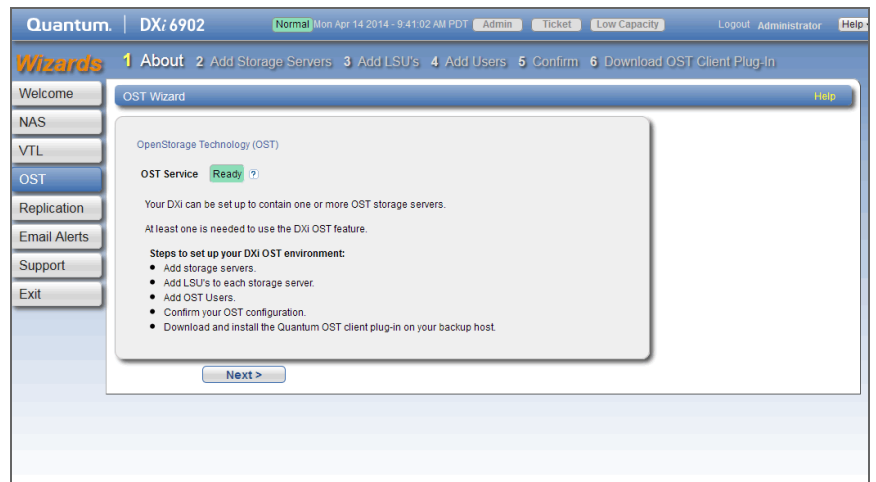 Quantum. DXi 6902 Normal Mon Apr 14 2014 - 9:41:02 AM PDT Admin Ticket Low Capacity Logout Administrator Help
Wizards 1 About 2 Add Storage Servers 3 Add LSU's 4 Add Users 5 Confirm 6 Download OST Client Plug-In
Welcome
NAS
VTL
OST
Replication
Email Alerts
Support
Exit
OST Wizard Help
OpenStorage Technology (OST)
OST Service Ready ?
Your DXi can be set up to contain one or more OST storage servers.
At least one is needed to use the DXi OST feature.
Steps to set up your DXi OST environment:
• Add storage servers.
• Add LSU's to each storage server.
• Add OST Users.
• Confirm your OST configuration.
• Download and install the Quantum OST client plug-in on your backup host.
Next >